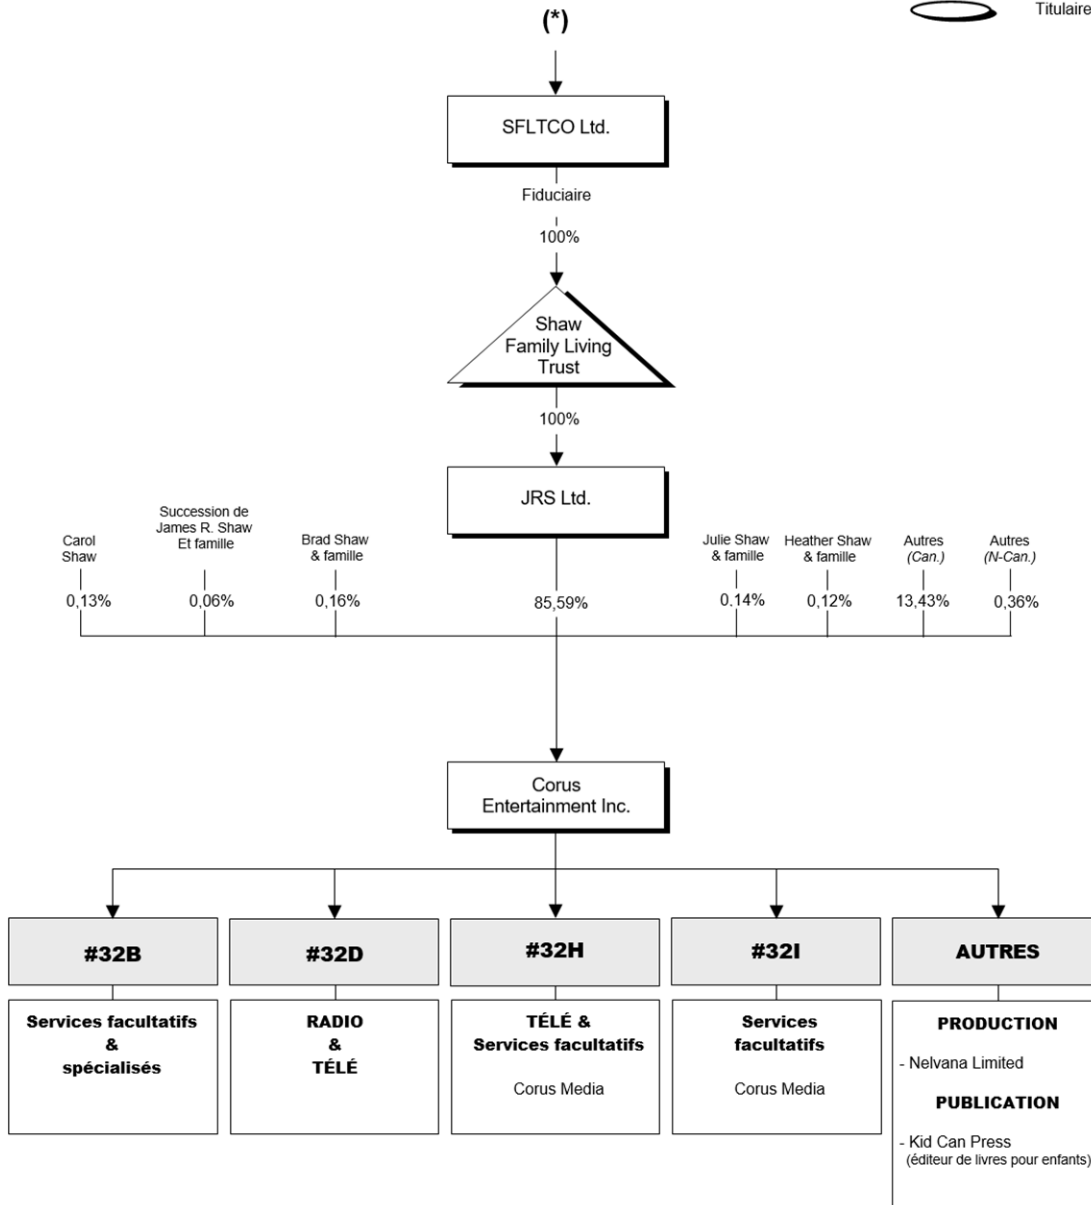 (*)
Titulaire
SFLTCO Ltd.
Fiduciaire
100%
Shaw
Family Living
Trust
100%
JRS Ltd.
Carol
Shaw
0,13%
Succession de
James R. Shaw
Et famille
0,06%
Brad Shaw
& famille
0,16%
85,59%
Julie Shaw
& famille
0.14%
Heather Shaw
& famille
0,12%
Autres
(Can.)
13,43%
Autres
(N-Can.)
0,36%
Corus
Entertainment Inc.
#32B
Services facultatifs
&
spécialisés
#32D
RADIO
&
TÉLÉ
#32H
TÉLÉ &
Services facultatifs
Corus Media
#32I
Services
facultatifs
Corus Media
AUTRES
PRODUCTION
- Nelvana Limited
PUBLICATION
- Kid Can Press
(éditeur de livres pour enfants)